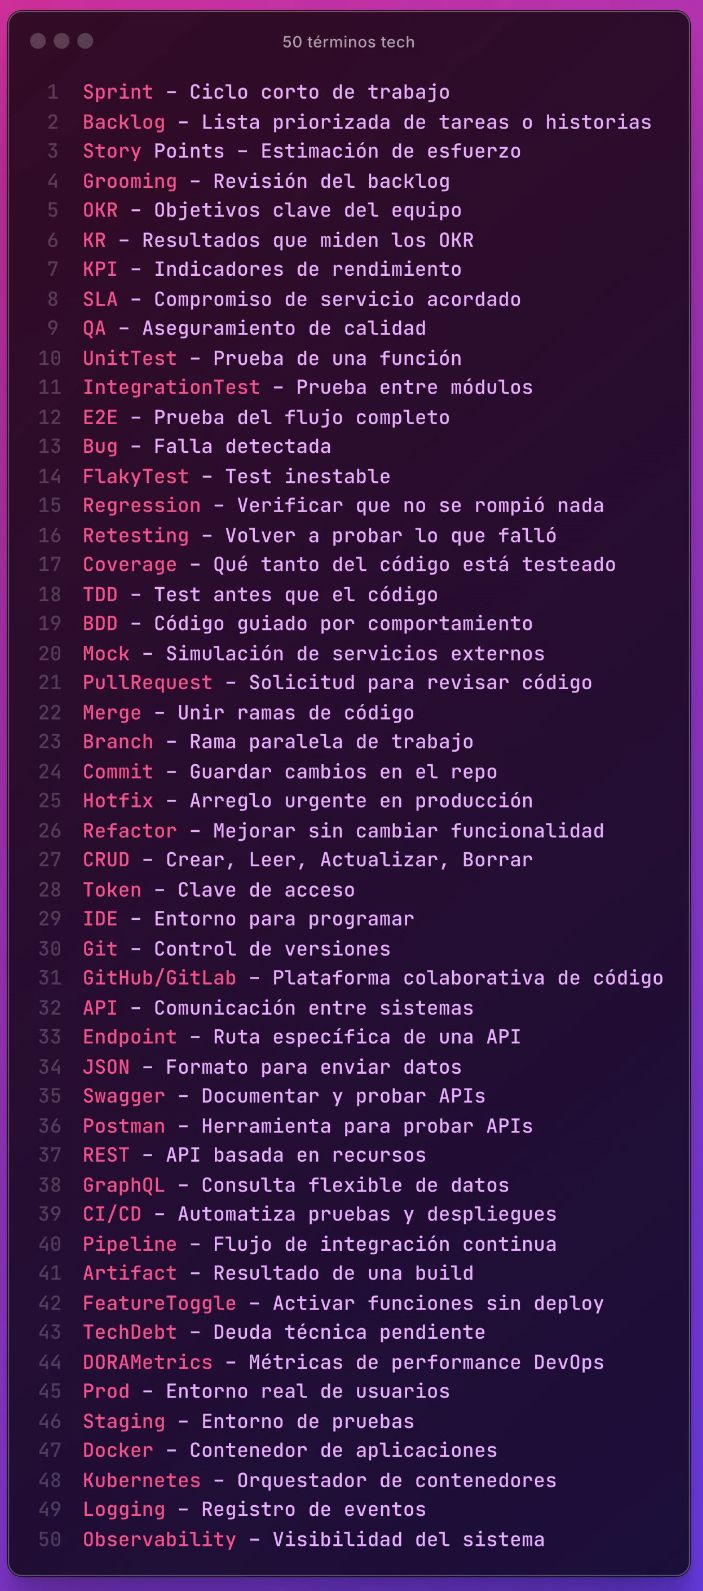 50 términos tech
1 Sprint – Ciclo corto de trabajo
2 Backlog – Lista priorizada de tareas o historias
3 Story Points – Estimación de esfuerzo
4 Grooming – Revisión del backlog
5 OKR – Objetivos clave del equipo
6 KR – Resultados que miden los OKR
7 KPI – Indicadores de rendimiento
8 SLA – Compromiso de servicio acordado
9 QA – Aseguramiento de calidad
10 UnitTest – Prueba de una función
11 IntegrationTest – Prueba entre módulos
12 E2E – Prueba del flujo completo
13 Bug – Falla detectada
14 FlakyTest – Test inestable
15 Regression – Verificar que no se rompió nada
16 Retesting – Volver a probar lo que falló
17 Coverage – Qué tanto del código está testeado
18 TDD – Test antes que el código
19 BDD – Código guiado por comportamiento
20 Mock – Simulación de servicios externos
21 PullRequest – Solicitud para revisar código
22 Merge – Unir ramas de código
23 Branch – Rama paralela de trabajo
24 Commit – Guardar cambios en el repo
25 Hotfix – Arreglo urgente en producción
26 Refactor – Mejorar sin cambiar funcionalidad
27 CRUD – Crear, Leer, Actualizar, Borrar
28 Token – Clave de acceso
29 IDE – Entorno para programar
30 Git – Control de versiones
31 GitHub/GitLab – Plataforma colaborativa de código
32 API – Comunicación entre sistemas
33 Endpoint – Ruta específica de una API
34 JSON – Formato para enviar datos
35 Swagger – Documentar y probar APIs
36 Postman – Herramienta para probar APIs
37 REST – API basada en recursos
38 GraphQL – Consulta flexible de datos
39 CI/CD – Automatiza pruebas y despliegues
40 Pipeline – Flujo de integración continua
41 Artifact – Resultado de una build
42 FeatureToggle – Activar funciones sin deploy
43 TechDebt – Deuda técnica pendiente
44 DORAMetrics – Métricas de performance DevOps
45 Prod – Entorno real de usuarios
46 Staging – Entorno de pruebas
47 Docker – Contenedor de aplicaciones
48 Kubernetes – Orquestador de contenedores
49 Logging – Registro de eventos
50 Observability – Visibilidad del sistema